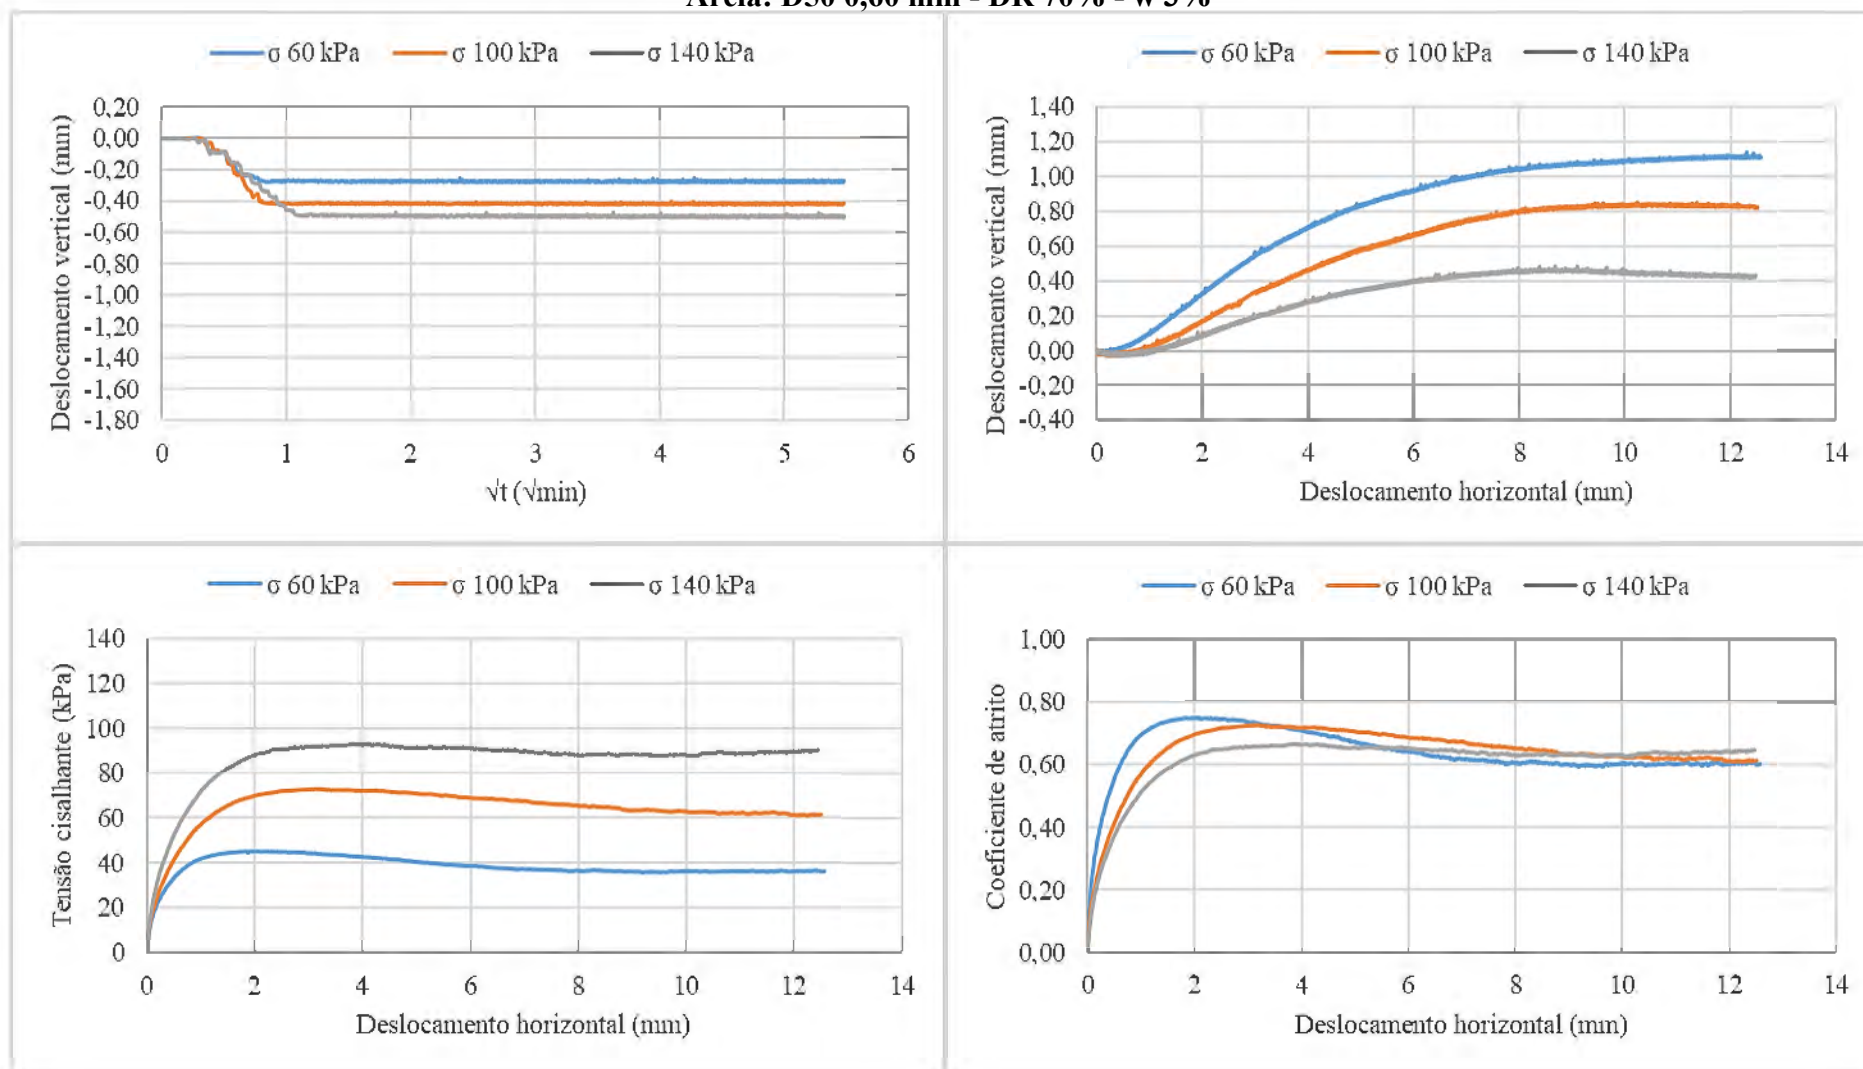 σ 60 kPa σ 100 kPa σ 140 kPa
Deslocamento vertical (mm)
0,20
0,00
-0,20
-0,40
-0,60
-0,80
-1,00
-1,20
-1,40
-1,60
-1,80
0 1 2 3 4 5 6
√t (√min)
σ 60 kPa σ 100 kPa σ 140 kPa
Deslocamento vertical (mm)
1,40
1,20
1,00
0,80
0,60
0,40
0,20
0,00
-0,20
-0,40
0 2 4 6 8 10 12 14
Deslocamento horizontal (mm)
σ 60 kPa σ 100 kPa σ 140 kPa
Tensão cisalhante (kPa)
140
120
100
80
60
40
20
0
0 2 4 6 8 10 12 14
Deslocamento horizontal (mm)
σ 60 kPa σ 100 kPa σ 140 kPa
Coeficiente de atrito
1,00
0,80
0,60
0,40
0,20
0,00
0 2 4 6 8 10 12 14
Deslocamento horizontal (mm)